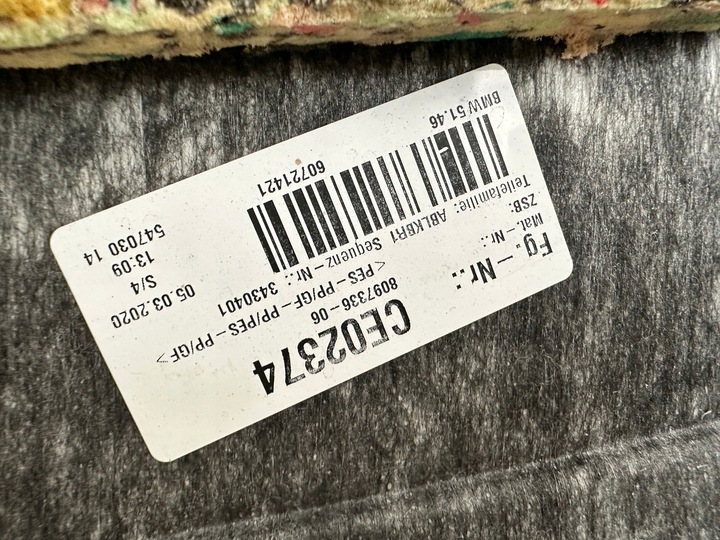 Fg.-Nr.: CE02374
ZSB: 8097336-06
Mat.-Nr.: <PES-PP/GF-PP/PES-PP/GF>
Teilefamilie: ABLKBR1 Sequenz-Nr.: 3430401
05.03.2020
S/4
13:09
547030 14
BMW 51.46
60721421